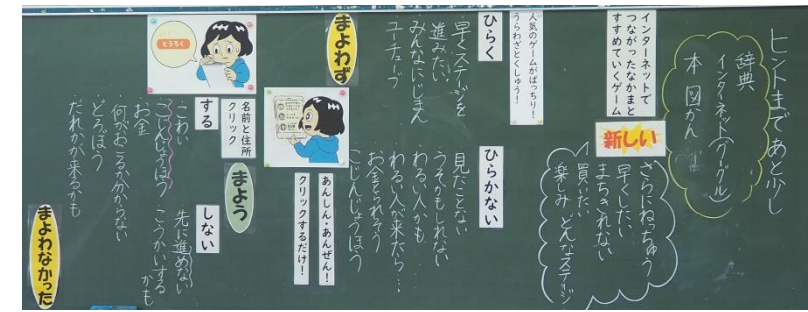 ヒントまであと少し
辞典
インターネット(グーグル)
本 図かん
インターネットで
つながったなかまと
すすめていくゲーム
新しい
さらにねっちゅう
早くしたい
まちきれない
買いたい
楽しみ どんなステージ
人気のゲームがばっちり!
うらわざとくしゅう!
ひらく
早くステージを
進みたい
みんなにじまん
ユーチューブ
ひらかない
見たことない
うそかもしれない
わるい人かも
わるい人が来たら…
お金とられそう
こじんじょうほう
まよわず
あんしん・あんぜん!
クリックするだけ!
とうろく
名前と住所
クリック
まよう
する
こわい
こじんじょうほう
お金
何がおこるか分からない
どろぼう
だれかが来るかも
しない
先に進めない
こうかいする
かも
まよわなかった